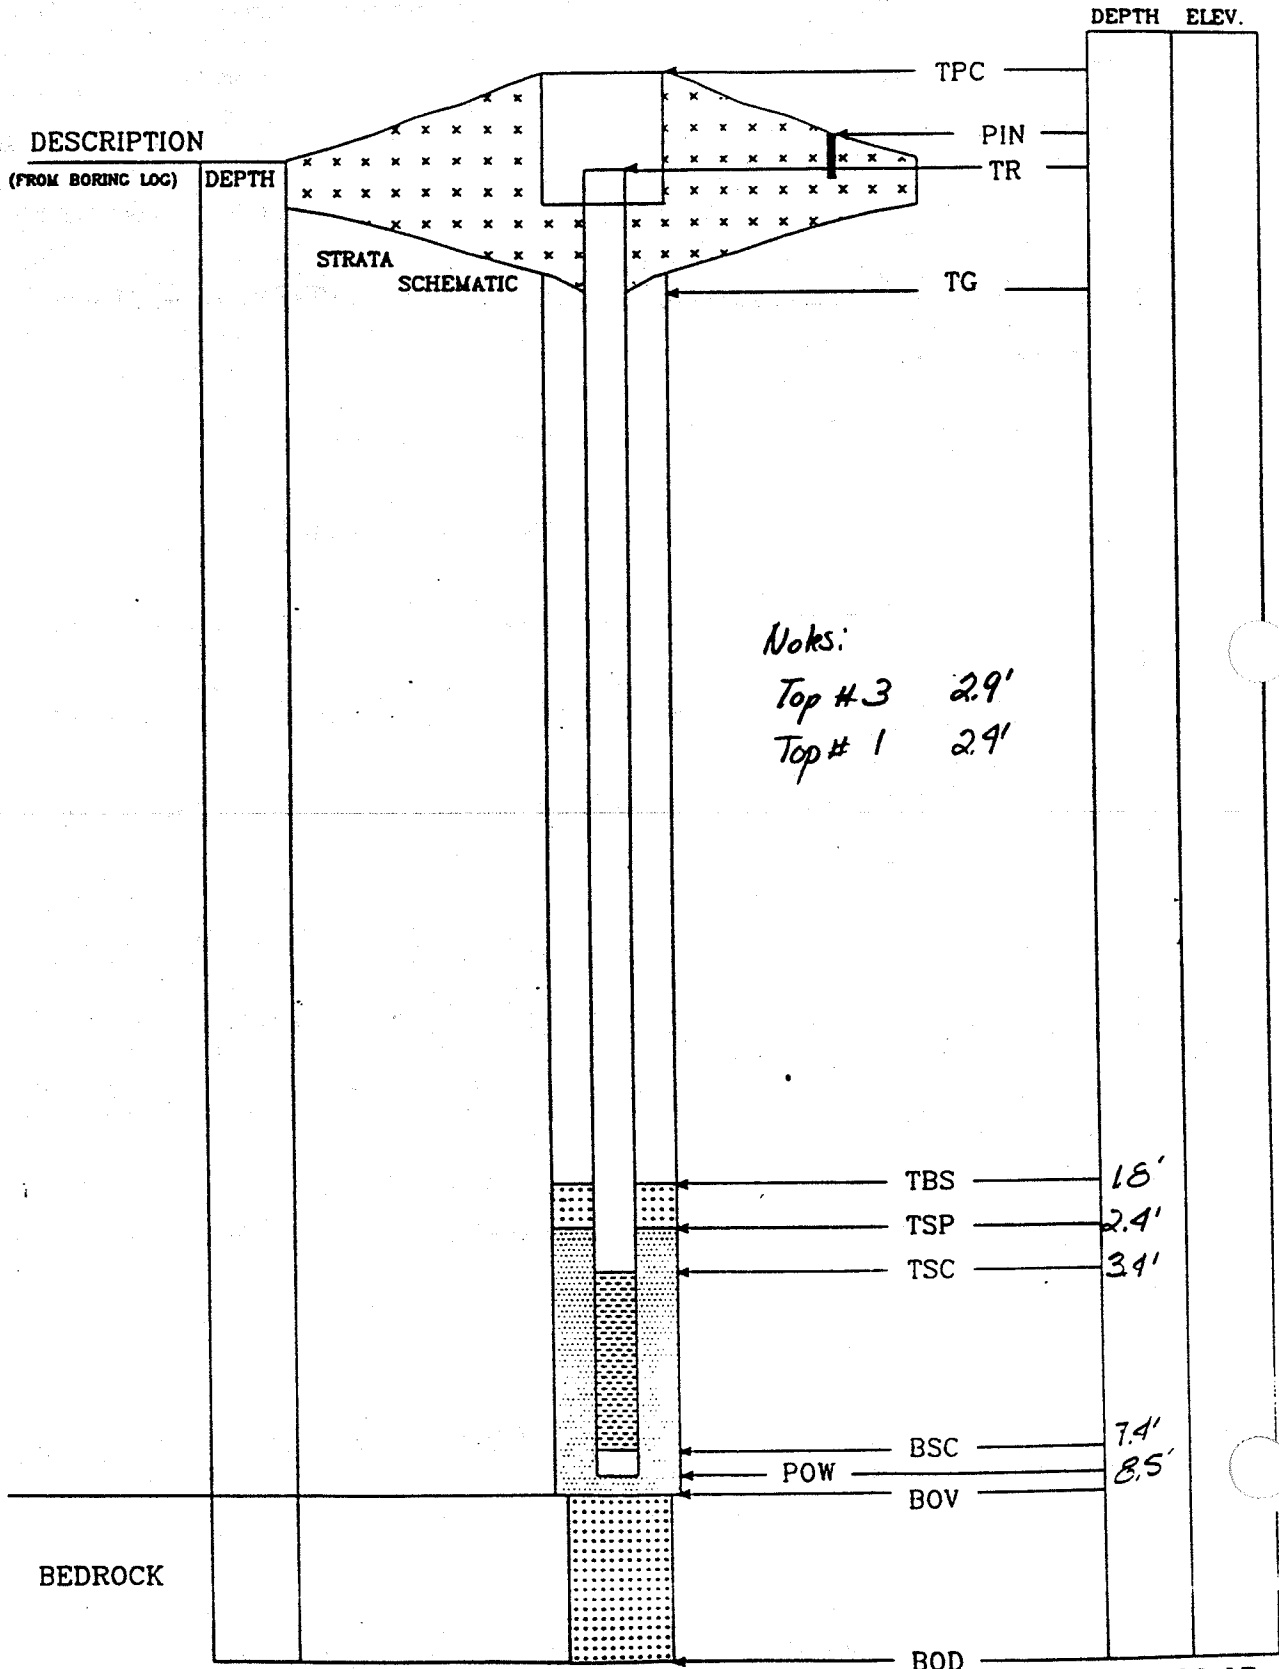 DEPTH ELEV.
TPC
DESCRIPTION
PIN
(FROM BORING LOG) DEPTH
TR
STRATA
SCHEMATIC
TG
Notes:
Top #3 2.9'
Top # 1 2.4'
TBS 1.8'
TSP 2.4'
TSC 3.4'
BSC 7.4'
POW 8.5'
BOV
BEDROCK
BOD